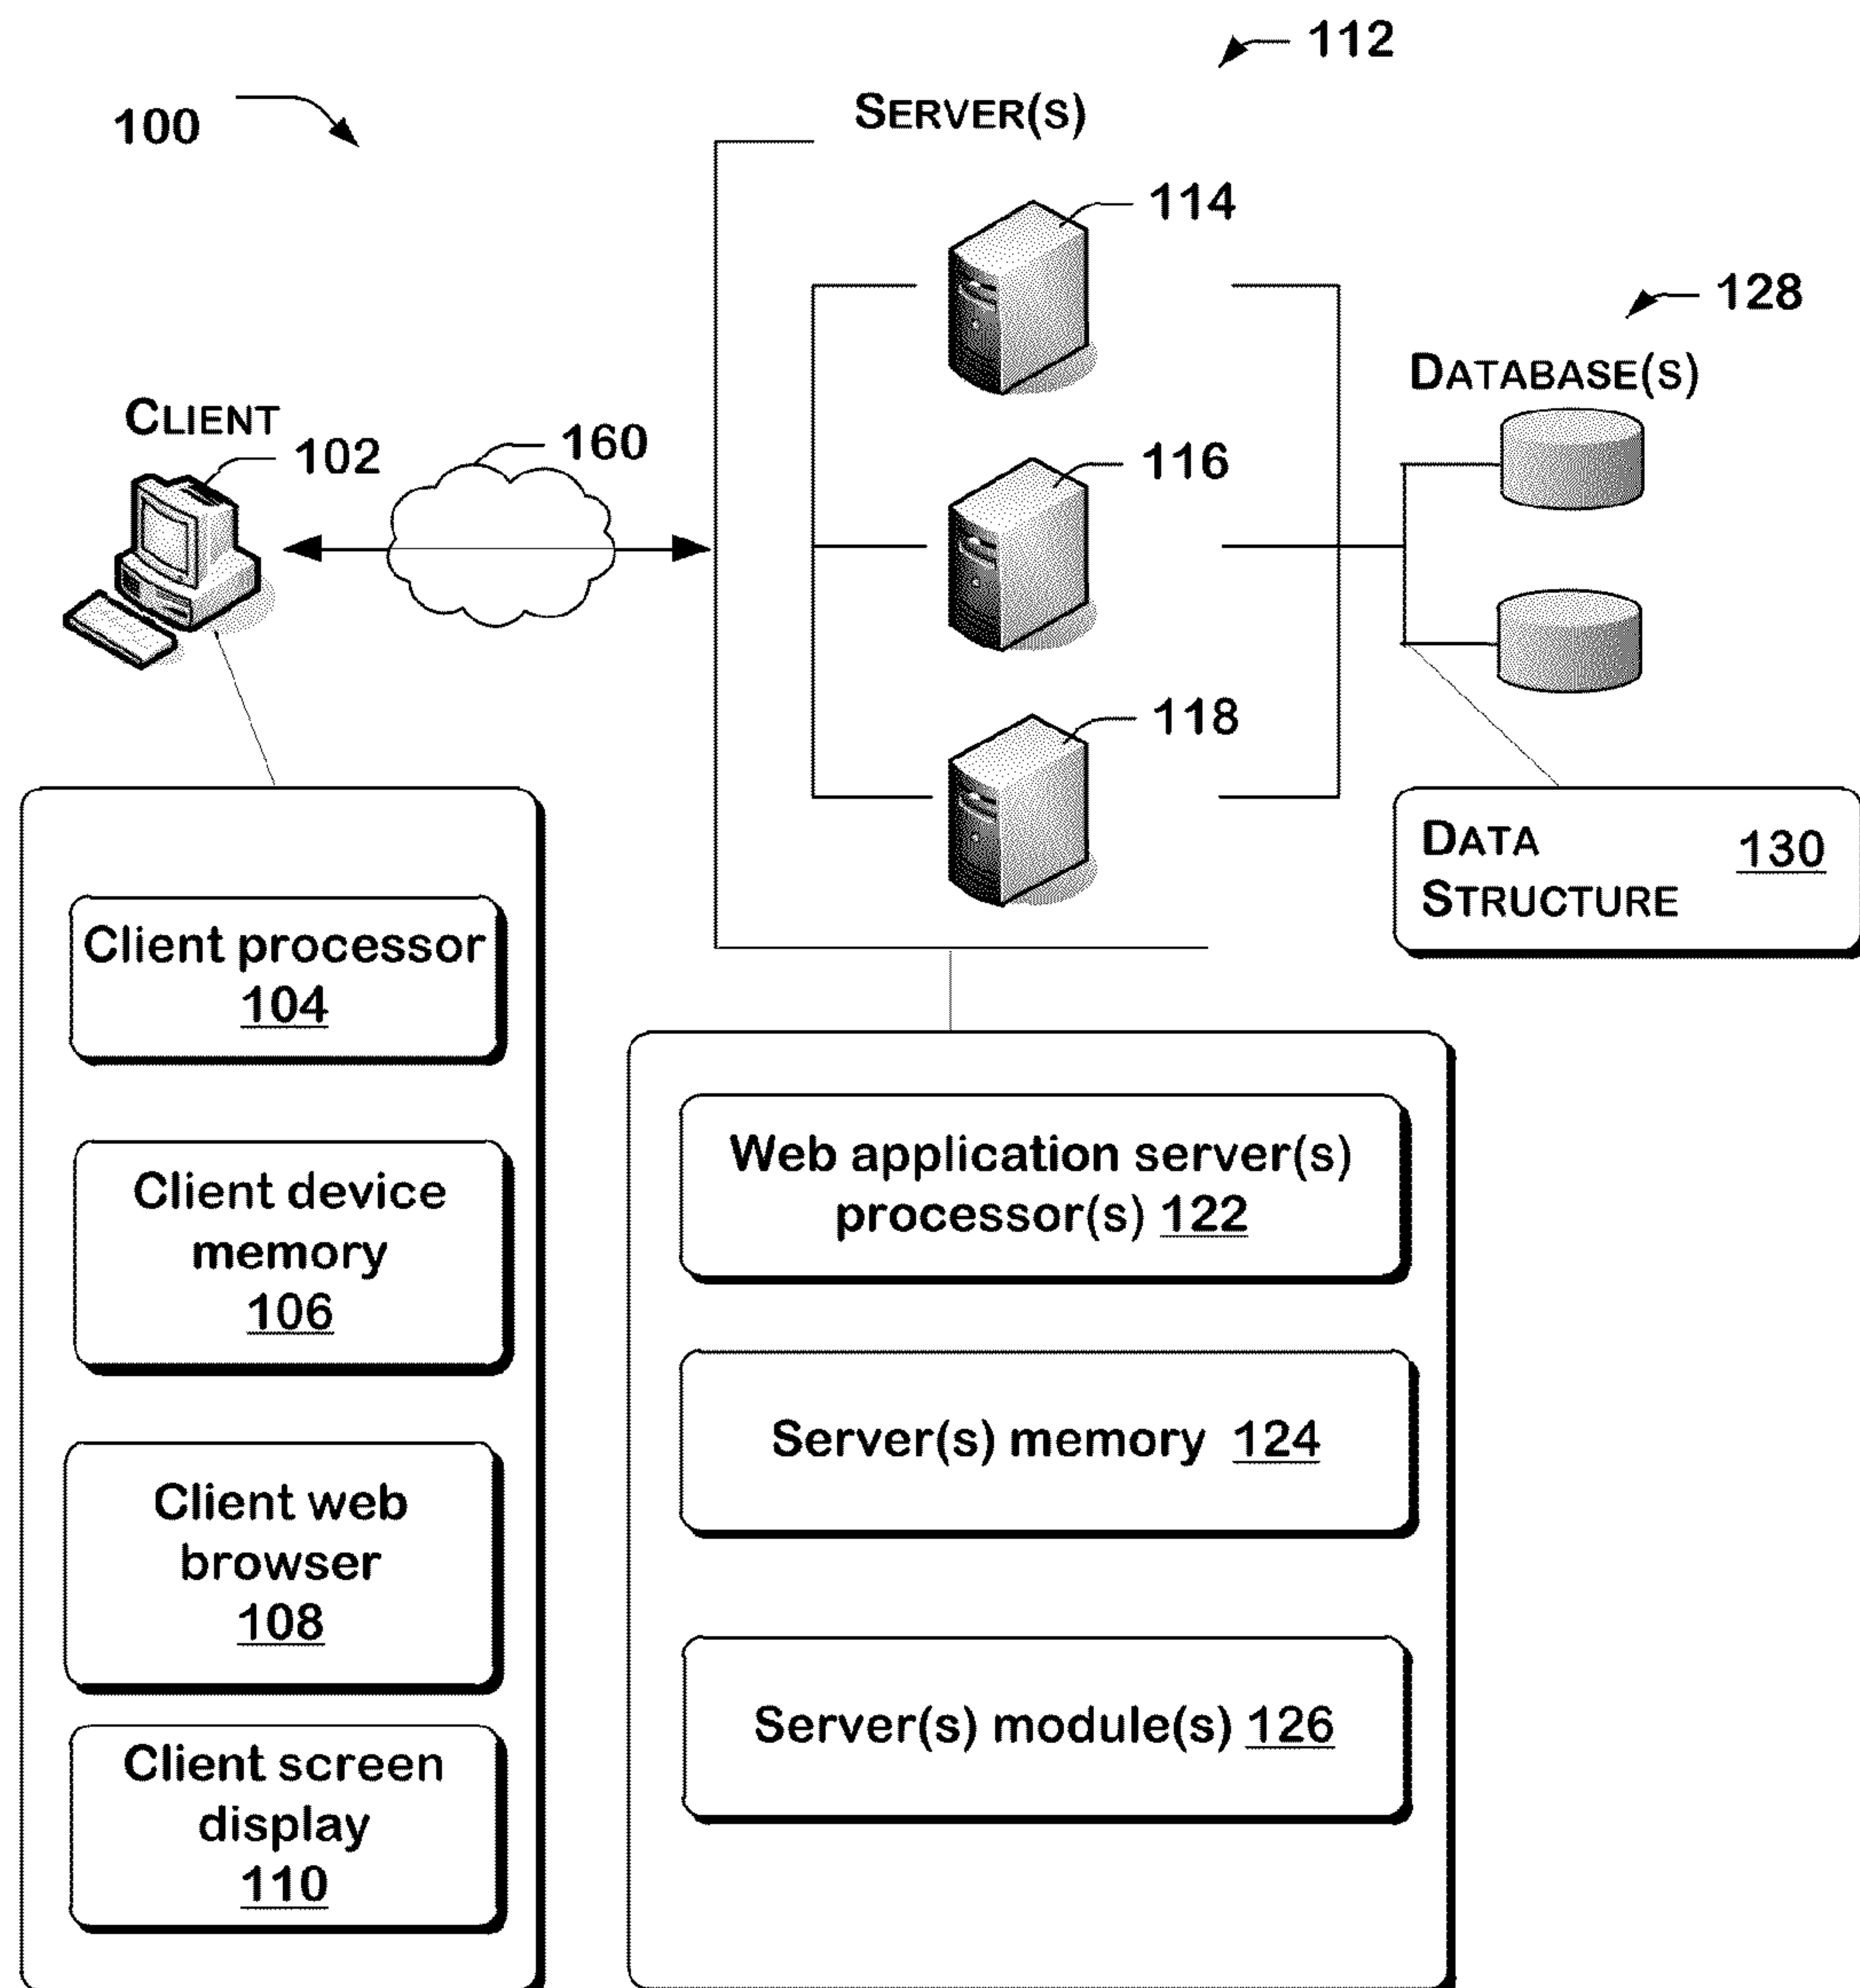 112
100
SERVER(S)
114
128
DATABASE(S)
CLIENT
102
160
116
118
DATA
STRUCTURE
130
Client processor
104
Client device
memory
106
Client web
browser
108
Client screen
display
110
Web application server(s)
processor(s) 122
Server(s) memory 124
Server(s) module(s) 126